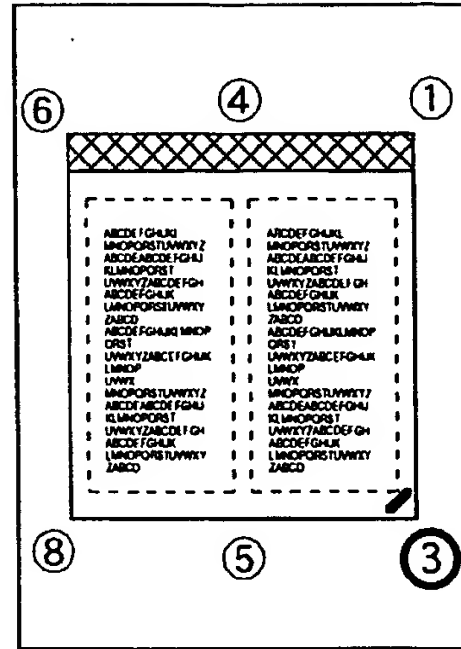 ⑥ ④ ①
ABCDEFGHIJKL
MNOPQRSTUVWXYZ
ABCDEABCDEFGHIJ
KLMNOPQRST
UVWXYZABCDEFGH
ABCDEFGHIJK
LMNOPQRSTUVWXY
ZABCD
ABCDEFGHIJKLMNOP
QRST
UVWXYZABCEFGHIJK
LMNOP
UVWX
MNOPQRSTUVWXYZ
ABCDEABCDEFGHIJ
KLMNOPQRST
UVWXYZABCDEFGH
ABCDEFGHIJK
LMNOPQRSTUVWXY
ZABCD
ABCDEFGHIJKL
MNOPQRSTUVWXYZ
ABCDEABCDEFGHIJ
KLMNOPQRST
UVWXYZABCDEFGH
ABCDEFGHIJK
LMNOPQRSTUVWXY
ZABCD
ABCDEFGHIJKLMNOP
QRST
UVWXYZABCEFGHIJK
LMNOP
UVWX
MNOPQRSTUVWXYZ
ABCDEABCDEFGHIJ
KLMNOPQRST
UVWXYZABCDEFGH
ABCDEFGHIJK
LMNOPQRSTUVWXY
ZABCD
⑧ ⑤ ③